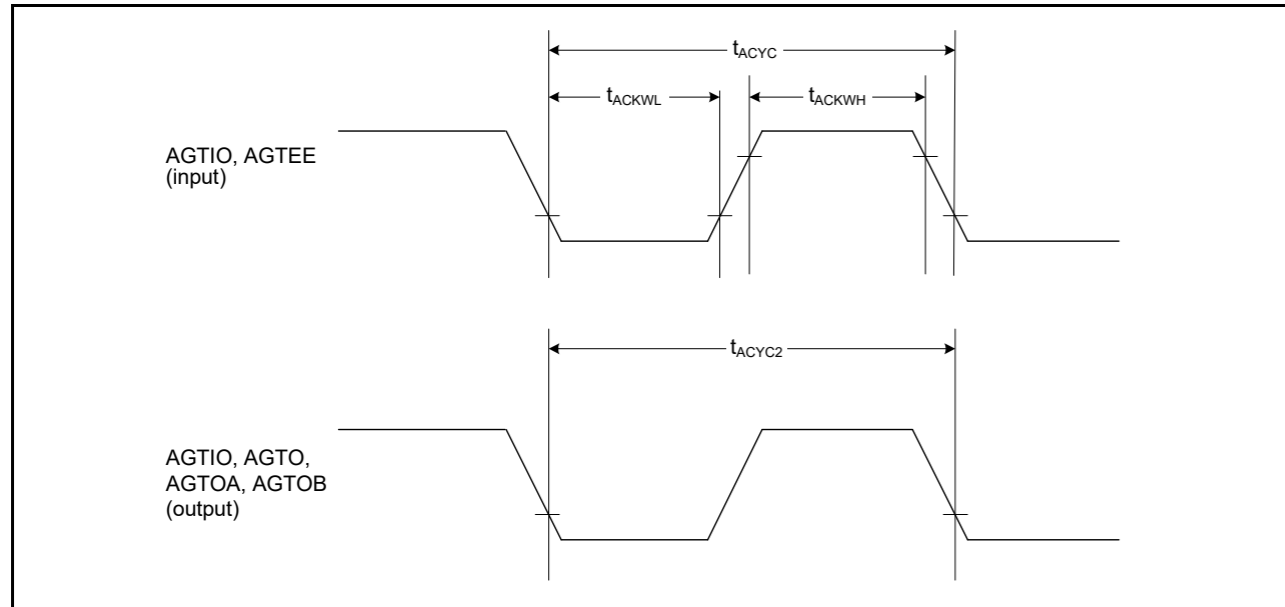 tACYC
tACKWL
tACKWH
AGTIO, AGTEE
(input)
tACYC2
AGTIO, AGTO,
AGTOA, AGTOB
(output)